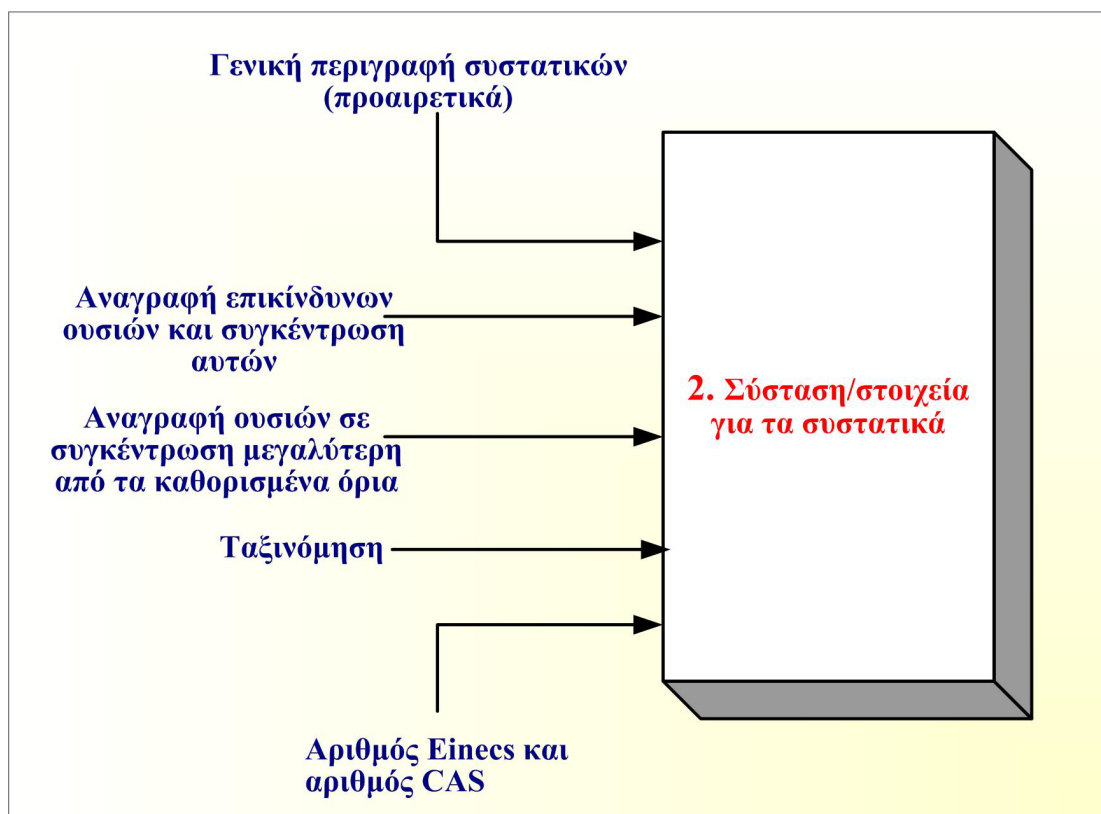 Γενική περιγραφή συστατικών
(προαιρετικά)
Αναγραφή επικίνδυνων
ουσιών και συγκέντρωση
αυτών
Αναγραφή ουσιών σε
συγκέντρωση μεγαλύτερη
από τα καθορισμένα όρια
Ταξινόμηση
Αριθμός Einecs και
αριθμός CAS
2. Σύσταση/στοιχεία
για τα συστατικά